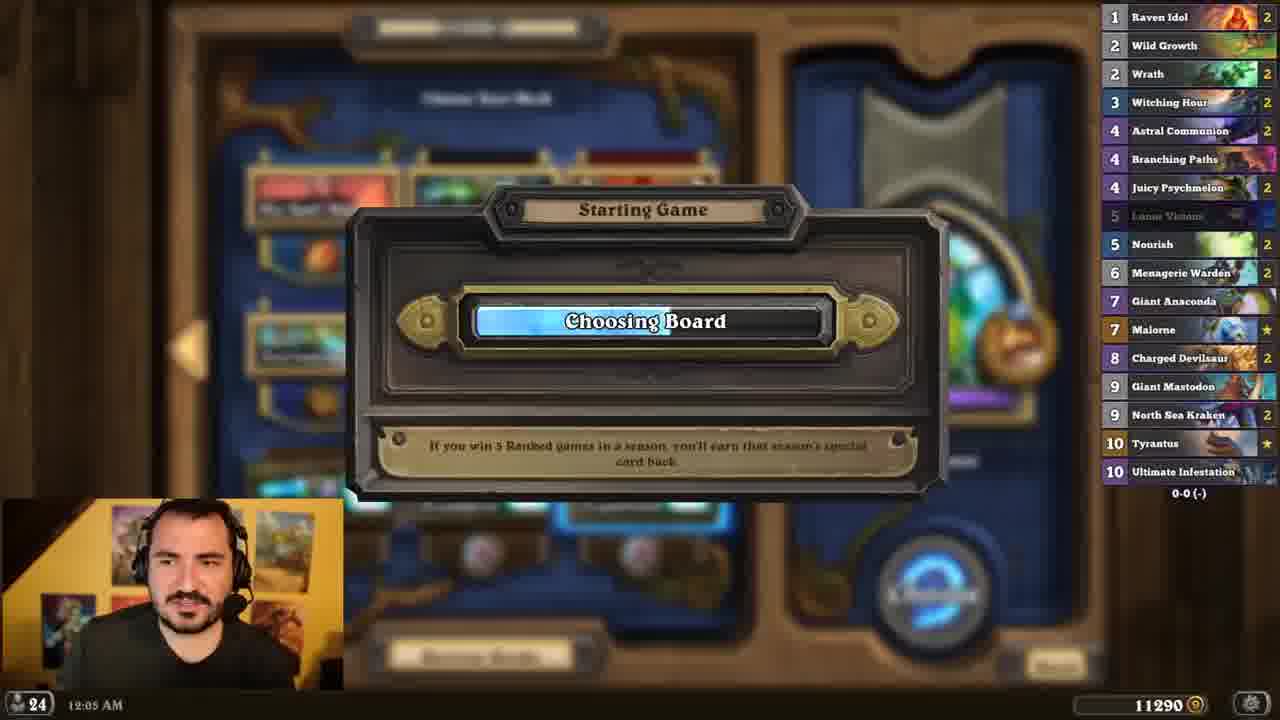 Starting Game
Choosing Board
If you win 5 Ranked games in a season, you'll earn that season's special
card back.
1 Raven Idol 2
2 Wild Growth
2 Wrath 2
3 Witching Hour 2
4 Astral Communion 2
4 Branching Paths
4 Juicy Psychmelon 2
5 Lunar Visions
5 Nourish 2
6 Menagerie Warden 2
7 Giant Anaconda
7 Malorne ★
8 Charged Devilsaur 2
9 Giant Mastodon
9 North Sea Kraken 2
10 Tyrantus ★
10 Ultimate Infestation
0-0 (-)
24 12:05 AM
11290